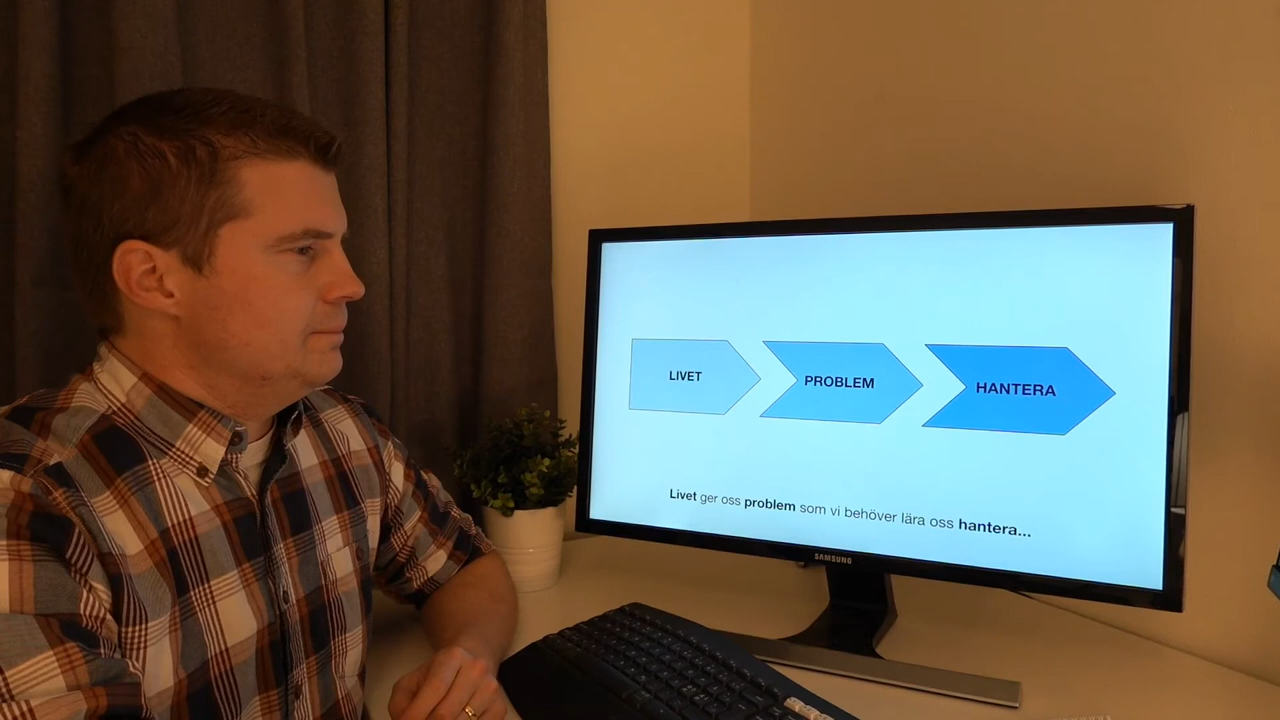 LIVET
PROBLEM
HANTERA
Livet ger oss problem som vi behöver lära oss hantera...
SAMSUNG